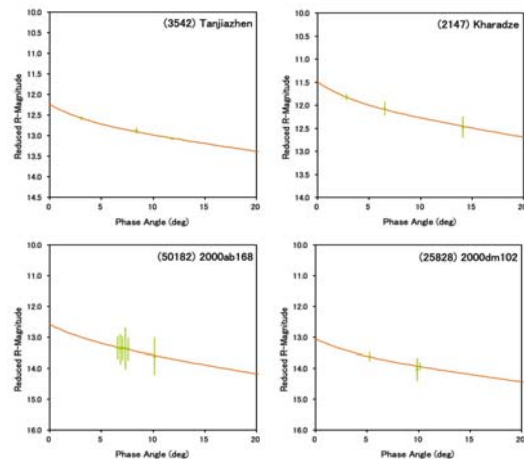 (3542) Tanjiazhen
10.0
10.5
11.0
11.5
12.0
12.5
13.0
13.5
14.0
14.5
Reduced R-Magnitude
0 5 10 15 20
Phase Angle (deg)
(2147) Kharadze
10.0
10.5
11.0
11.5
12.0
12.5
13.0
13.5
14.0
14.5
Reduced R-Magnitude
0 5 10 15 20
Phase Angle (deg)
(50182) 2000ab168
10.0
11.0
12.0
13.0
14.0
15.0
16.0
Reduced R-Magnitude
0 5 10 15 20
Phase Angle (deg)
(25828) 2000dm102
10.0
11.0
12.0
13.0
14.0
15.0
16.0
Reduced R-Magnitude
0 5 10 15 20
Phase Angle (deg)